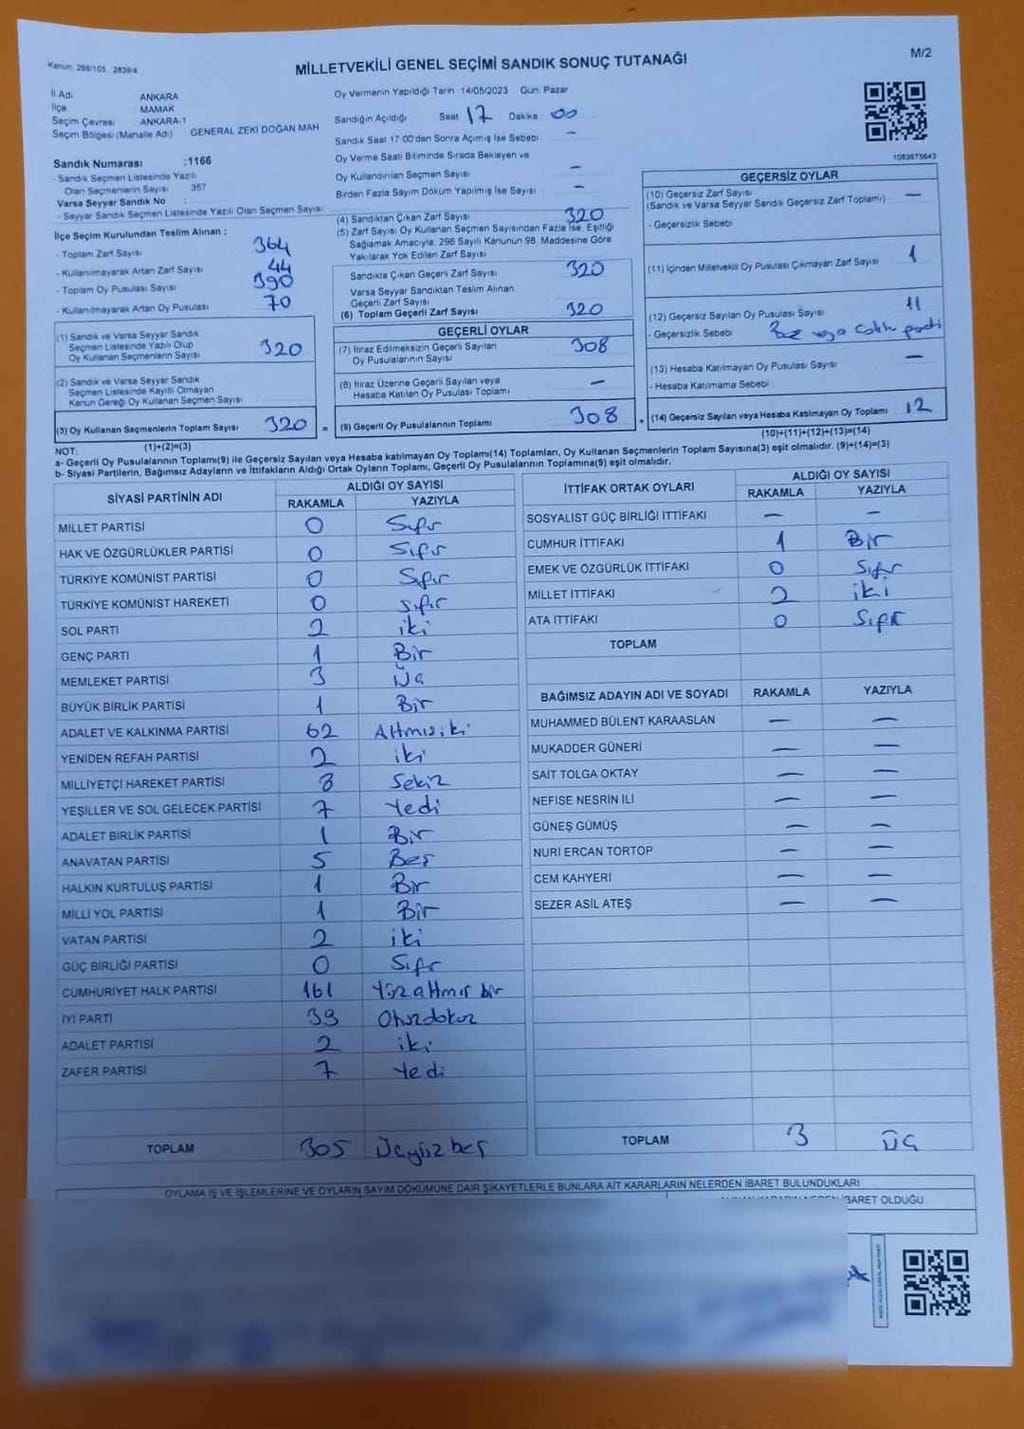 Kanun: 298/105, 2839/4
MİLLETVEKİLİ GENEL SEÇİMİ SANDIK SONUÇ TUTANAĞI
M/2
İl Adı ANKARA
İlçe MAMAK
Seçim Çevresi ANKARA-1
Seçim Bölgesi (Mahalle Adı) GENERAL ZEKİ DOĞAN MAH
Sandık Numarası :1166
- Sandık Seçmen Listesinde Yazılı
Olan Seçmenlerin Sayısı 357
Varsa Seyyar Sandık No :
- Seyyar Sandık Seçmen Listesinde Yazılı Olan Seçmen Sayısı:
İlçe Seçim Kurulundan Teslim Alınan :
- Toplam Zarf Sayısı 364
- Kullanılmayarak Artan Zarf Sayısı 44
- Toplam Oy Pusulası Sayısı 390
- Kullanılmayarak Artan Oy Pusulası 70
(1) Sandık ve Varsa Seyyar Sandık
Seçmen Listesinde Yazılı Olup
Oy Kullanan Seçmenlerin Sayısı 320
(2) Sandık ve Varsa Seyyar Sandık
Seçmen Listesinde Kayıtlı Olmayan
Kanun Gereği Oy Kullanan Seçmen Sayısı
(3) Oy Kullanan Seçmenlerin Toplam Sayısı 320 =
(1)+(2)=(3)
Oy Vermenin Yapıldığı Tarih 14/05/2023 Gün: Pazar
Sandığın Açıldığı Saat 17 Dakika 00
Sandık Saat 17:00'dan Sonra Açılmış İse Sebebi -
Oy Verme Saati Bitiminde Sırada Bekleyen ve
Oy Kullandırılan Seçmen Sayısı -
Birden Fazla Sayım Döküm Yapılmış İse Sayısı -
(4) Sandıktan Çıkan Zarf Sayısı 320
(5) Zarf Sayısı Oy Kullanan Seçmen Sayısından Fazla İse, Eşitliği
Sağlamak Amacıyla, 298 Sayılı Kanunun 98. Maddesine Göre
Yakılarak Yok Edilen Zarf Sayısı
Sandıkta Çıkan Geçerli Zarf Sayısı 320
Varsa Seyyar Sandıktan Teslim Alınan
Geçerli Zarf Sayısı
(6) Toplam Geçerli Zarf Sayısı 320
GEÇERLİ OYLAR
(7) İtiraz Edilmeksizin Geçerli Sayılan
Oy Pusulalarının Sayısı 308
(8) İtiraz Üzerine Geçerli Sayılan veya
Hesaba Katılan Oy Pusulası Toplamı -
(9) Geçerli Oy Pusulalarının Toplamı 308 +
1083875643
GEÇERSİZ OYLAR
(10) Geçersiz Zarf Sayısı -
(Sandık ve Varsa Seyyar Sandık Geçersiz Zarf Toplamı)
- Geçersizlik Sebebi
(11) İçinden Milletvekili Oy Pusulası Çıkmayan Zarf Sayısı 1
(12) Geçersiz Sayılan Oy Pusulası Sayısı 11
- Geçersizlik Sebebi Boş veya parti
(13) Hesaba Katılmayan Oy Pusulası Sayısı -
- Hesaba Katılmama Sebebi
(14) Geçersiz Sayılan veya Hesaba Katılmayan Oy Toplamı 12
(10)+(11)+(12)+(13)=(14)
NOT:
a- Geçerli Oy Pusulalarının Toplamı(9) ile Geçersiz Sayılan veya Hesaba katılmayan Oy Toplamı(14) Toplamları, Oy Kullanan Seçmenlerin Toplam Sayısına(3) eşit olmalıdır. (9)+(14)=(3)
b- Siyasi Partilerin, Bağımsız Adayların ve İttifakların Aldığı Ortak Oyların Toplamı, Geçerli Oy Pusulalarının Toplamına(9) eşit olmalıdır.
SİYASİ PARTİNİN ADI ALDIĞI OY SAYISI
RAKAMLA YAZIYLA
MİLLET PARTİSİ 0 Sıfır
HAK VE ÖZGÜRLÜKLER PARTİSİ 0 Sıfır
TÜRKİYE KOMÜNİST PARTİSİ 0 Sıfır
TÜRKİYE KOMÜNİST HAREKETİ 0 Sıfır
SOL PARTİ 2 iki
GENÇ PARTİ 1 Bir
MEMLEKET PARTİSİ 3 Üç
BÜYÜK BİRLİK PARTİSİ 1 Bir
ADALET VE KALKINMA PARTİSİ 62 Altmışiki
YENİDEN REFAH PARTİSİ 2 iki
MİLLİYETÇİ HAREKET PARTİSİ 8 Sekiz
YEŞİLLER VE SOL GELECEK PARTİSİ 7 Yedi
ADALET BİRLİK PARTİSİ 1 Bir
ANAVATAN PARTİSİ 5 Beş
HALKIN KURTULUŞ PARTİSİ 1 Bir
MİLLİ YOL PARTİSİ 1 Bir
VATAN PARTİSİ 2 iki
GÜÇ BİRLİĞİ PARTİSİ 0 Sıfır
CUMHURİYET HALK PARTİSİ 161 Yüzaltmış bir
İYİ PARTİ 39 Otuzdokuz
ADALET PARTİSİ 2 iki
ZAFER PARTİSİ 7 Yedi
TOPLAM 305 Üçyüzbeş
İTTİFAK ORTAK OYLARI ALDIĞI OY SAYISI
RAKAMLA YAZIYLA
SOSYALİST GÜÇ BİRLİĞİ İTTİFAKI - -
CUMHUR İTTİFAKI 1 Bir
EMEK VE ÖZGÜRLÜK İTTİFAKI 0 Sıfır
MİLLET İTTİFAKI 2 iki
ATA İTTİFAKI 0 Sıfır
TOPLAM
BAĞIMSIZ ADAYIN ADI VE SOYADI RAKAMLA YAZIYLA
MUHAMMED BÜLENT KARAASLAN - -
MUKADDER GÜNERİ - -
SAİT TOLGA OKTAY - -
NEFİSE NESRİN İLİ - -
GÜNEŞ GÜMÜŞ - -
NURİ ERCAN TORTOP - -
CEM KAHYERİ - -
SEZER ASİL ATEŞ - -
TOPLAM 3 Üç
OYLAMA İŞ VE İŞLEMLERİNE VE OYLARIN SAYIM DÖKÜMÜNE DAİR ŞİKAYETLERLE BUNLARA AİT KARARLARIN NELERDEN İBARET BULUNDUKLARI
İBARET OLDUĞU